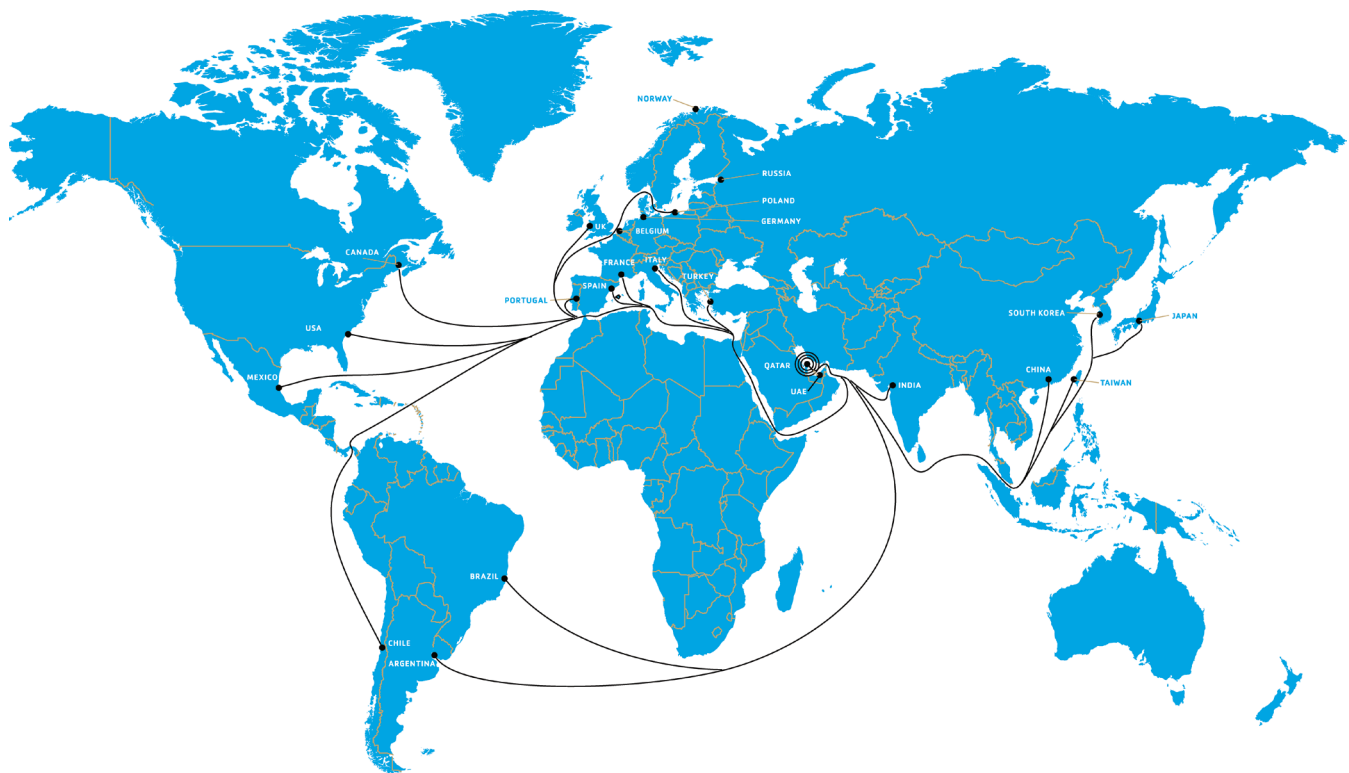 NORWAY
RUSSIA
POLAND
GERMANY
UK
BELGIUM
CANADA
FRANCE
ITALY
TURKEY
SPAIN
PORTUGAL
SOUTH KOREA
JAPAN
USA
QATAR
CHINA
MEXICO
UAE
INDIA
TAIWAN
BRAZIL
CHILE
ARGENTINA